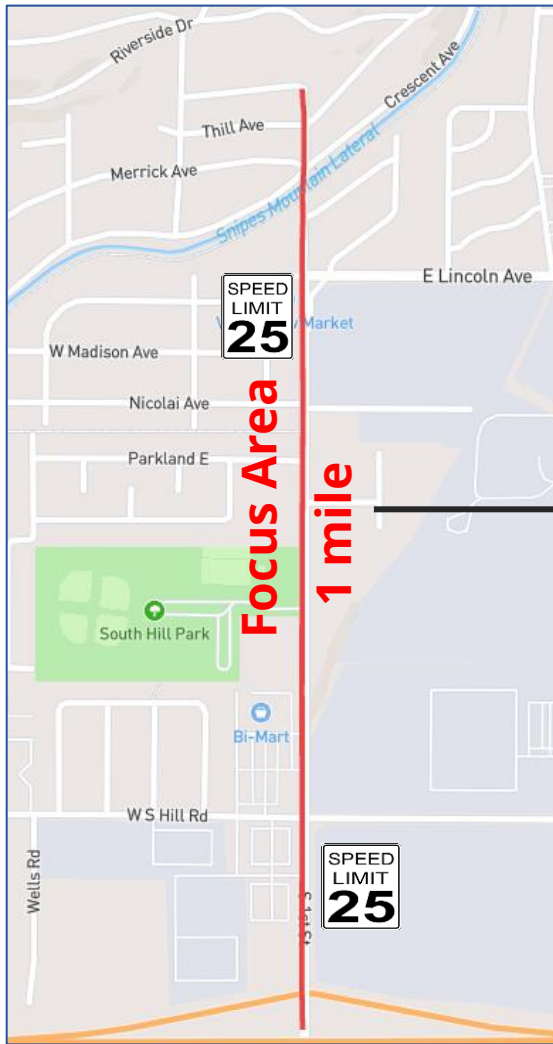 Riverside Dr
Crescent Ave
Thill Ave
Merrick Ave
Snipes Mountain Lateral
E Lincoln Ave
SPEED
LIMIT
25
Market
W Madison Ave
Nicolai Ave
Focus Area
1 mile
Parkland E
South Hill Park
Bi-Mart
W S Hill Rd
Wells Rd
SPEED
LIMIT
25
S 1st St